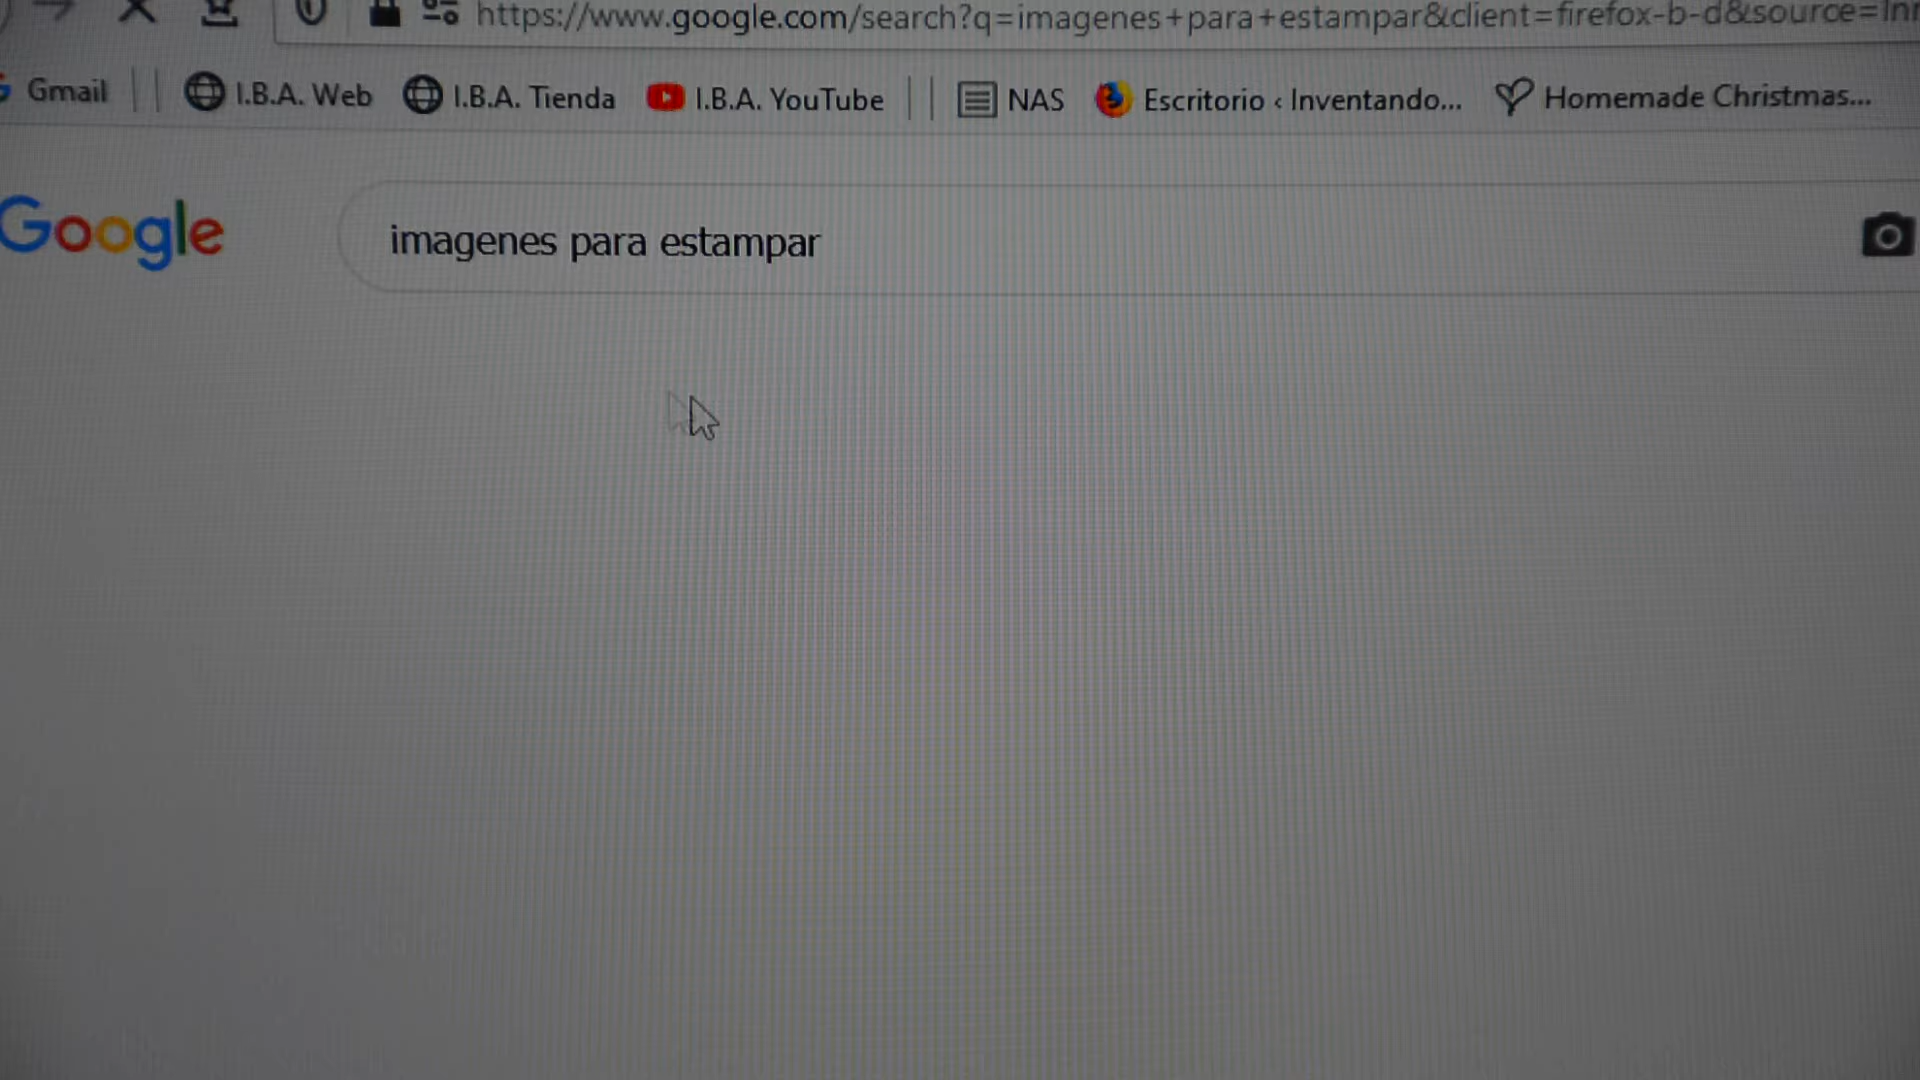 https://www.google.com/search?q=imagenes+para+estampar&client=firefox-b-d&source=ln
Gmail I.B.A. Web I.B.A. Tienda I.B.A. YouTube NAS Escritorio ‹ Inventando... Homemade Christmas...
Google imagenes para estampar